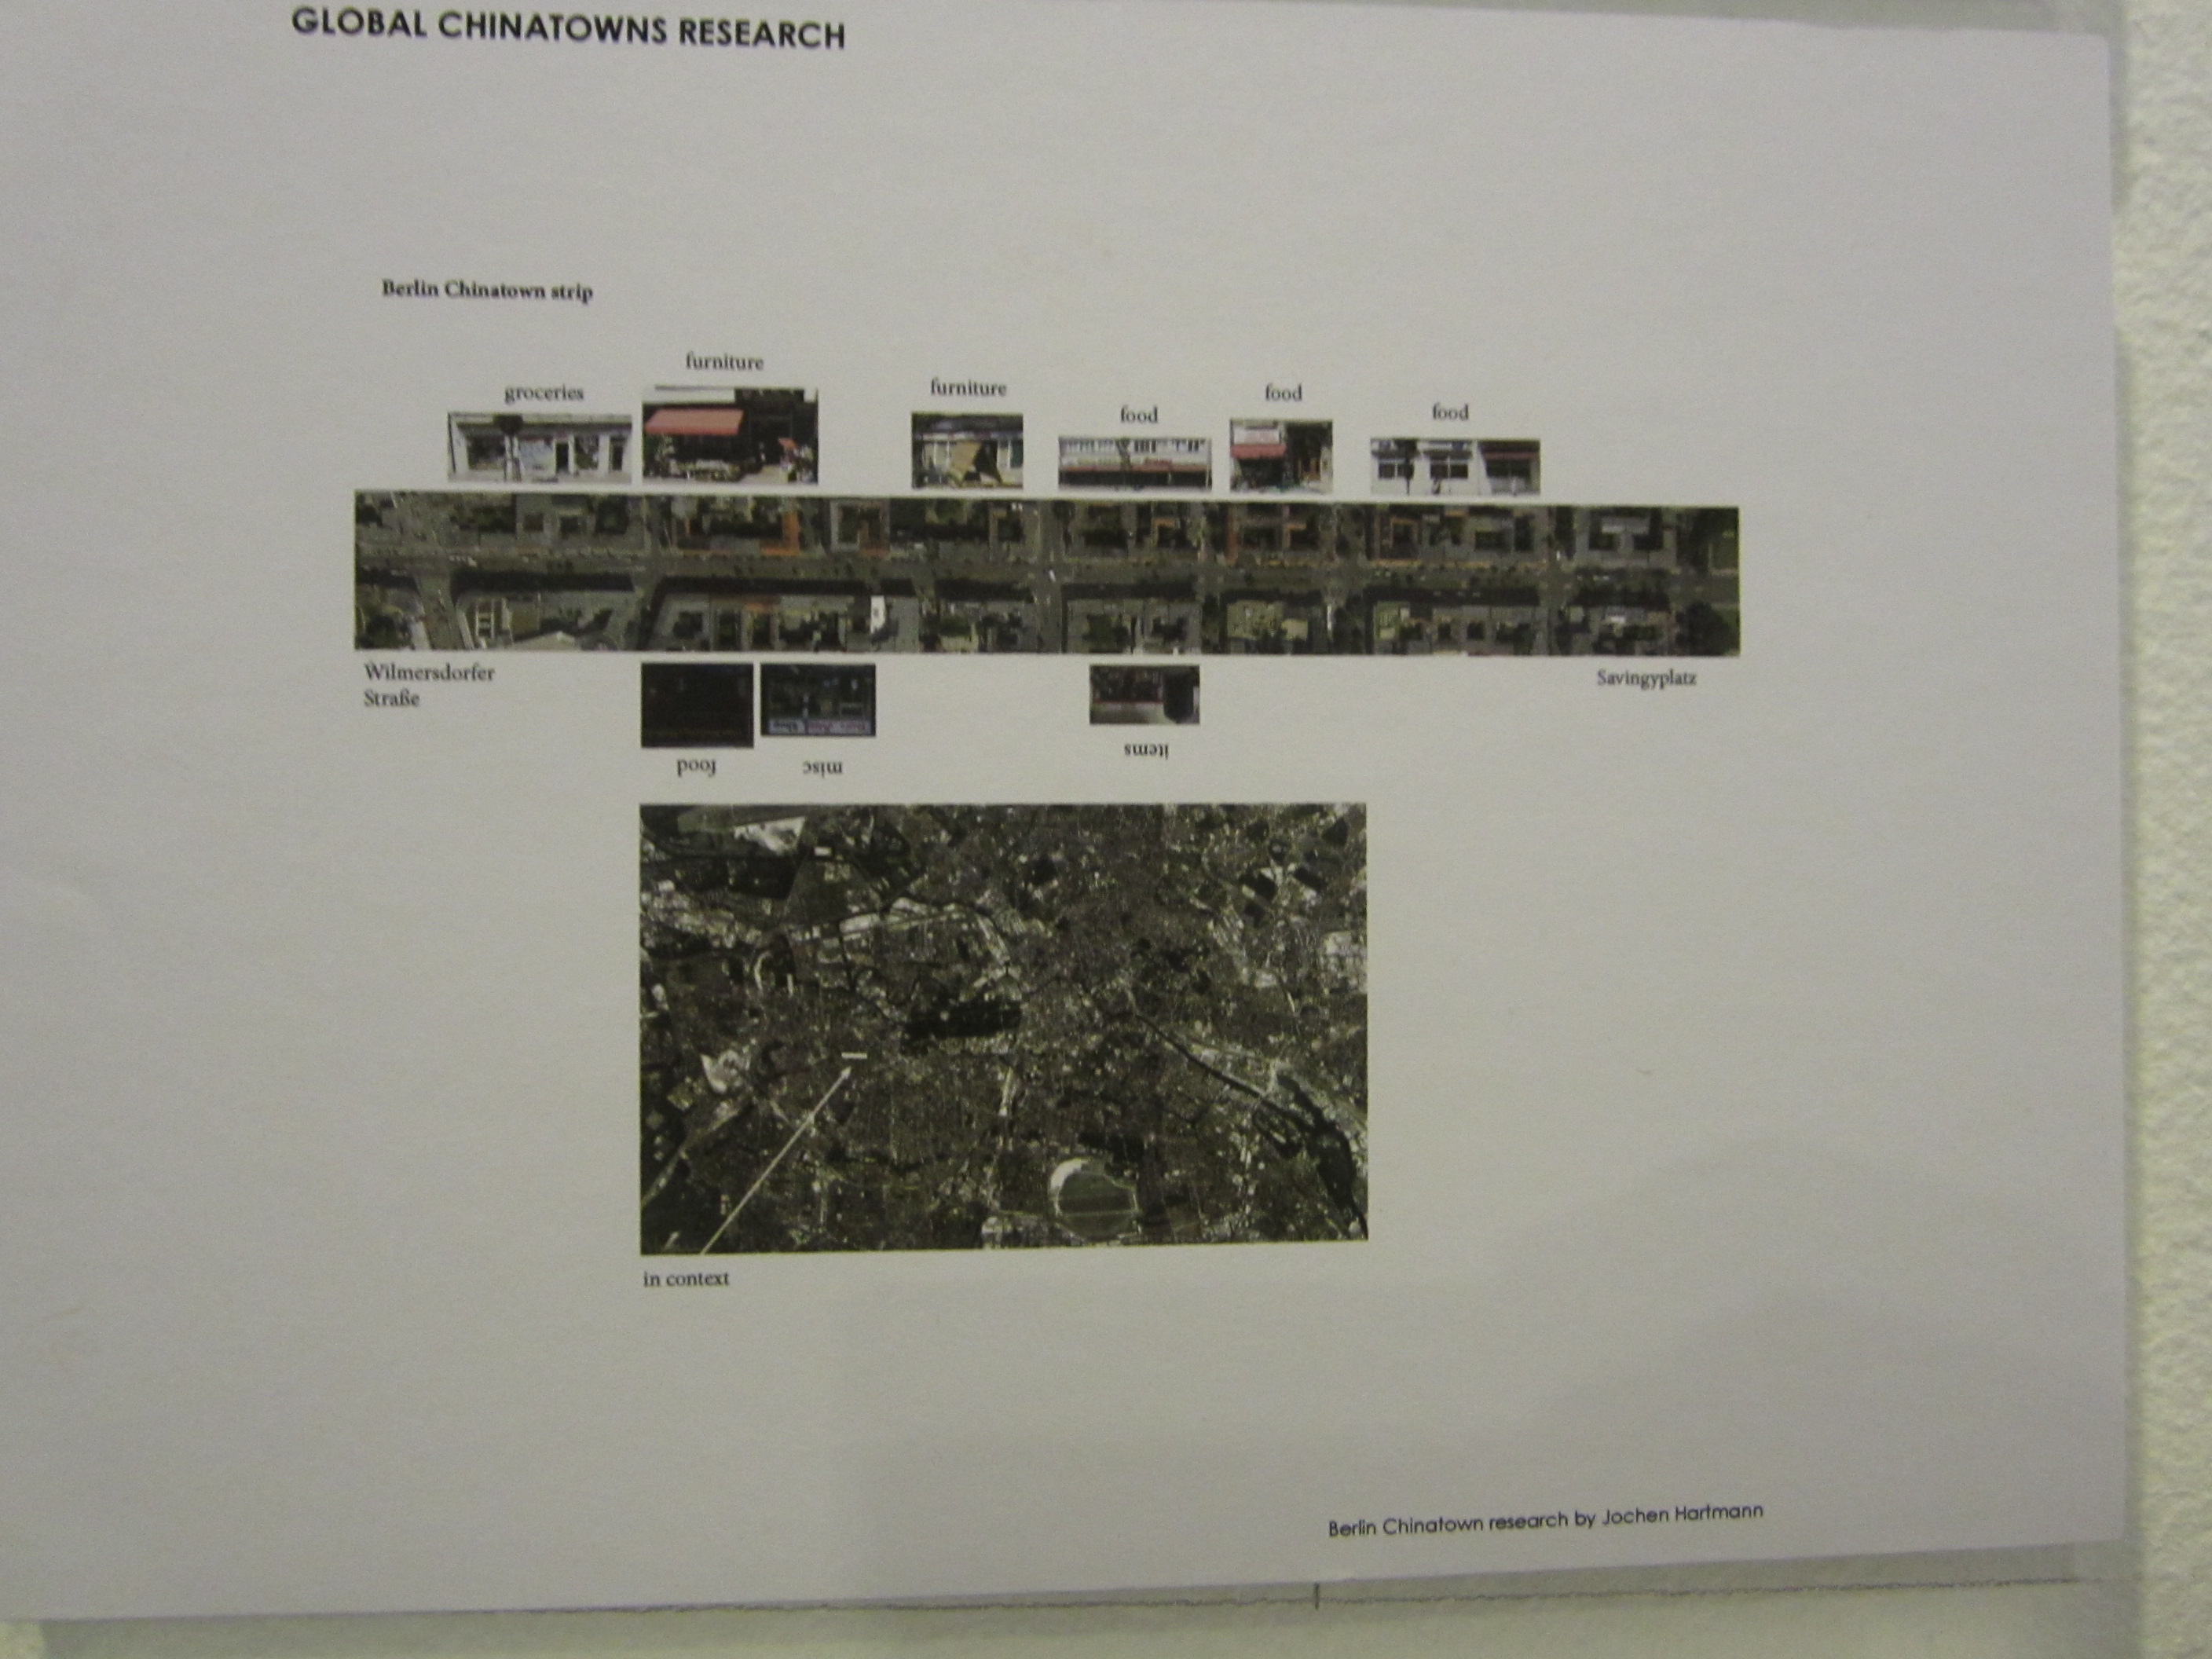 GLOBAL CHINATOWNS RESEARCH
Berlin Chinatown strip
furniture
groceries
furniture
food
food
food
Wilmersdorfer
Straße
Savingyplatz
food
misc
items
in context
Berlin Chinatown research by Jochen Hartmann